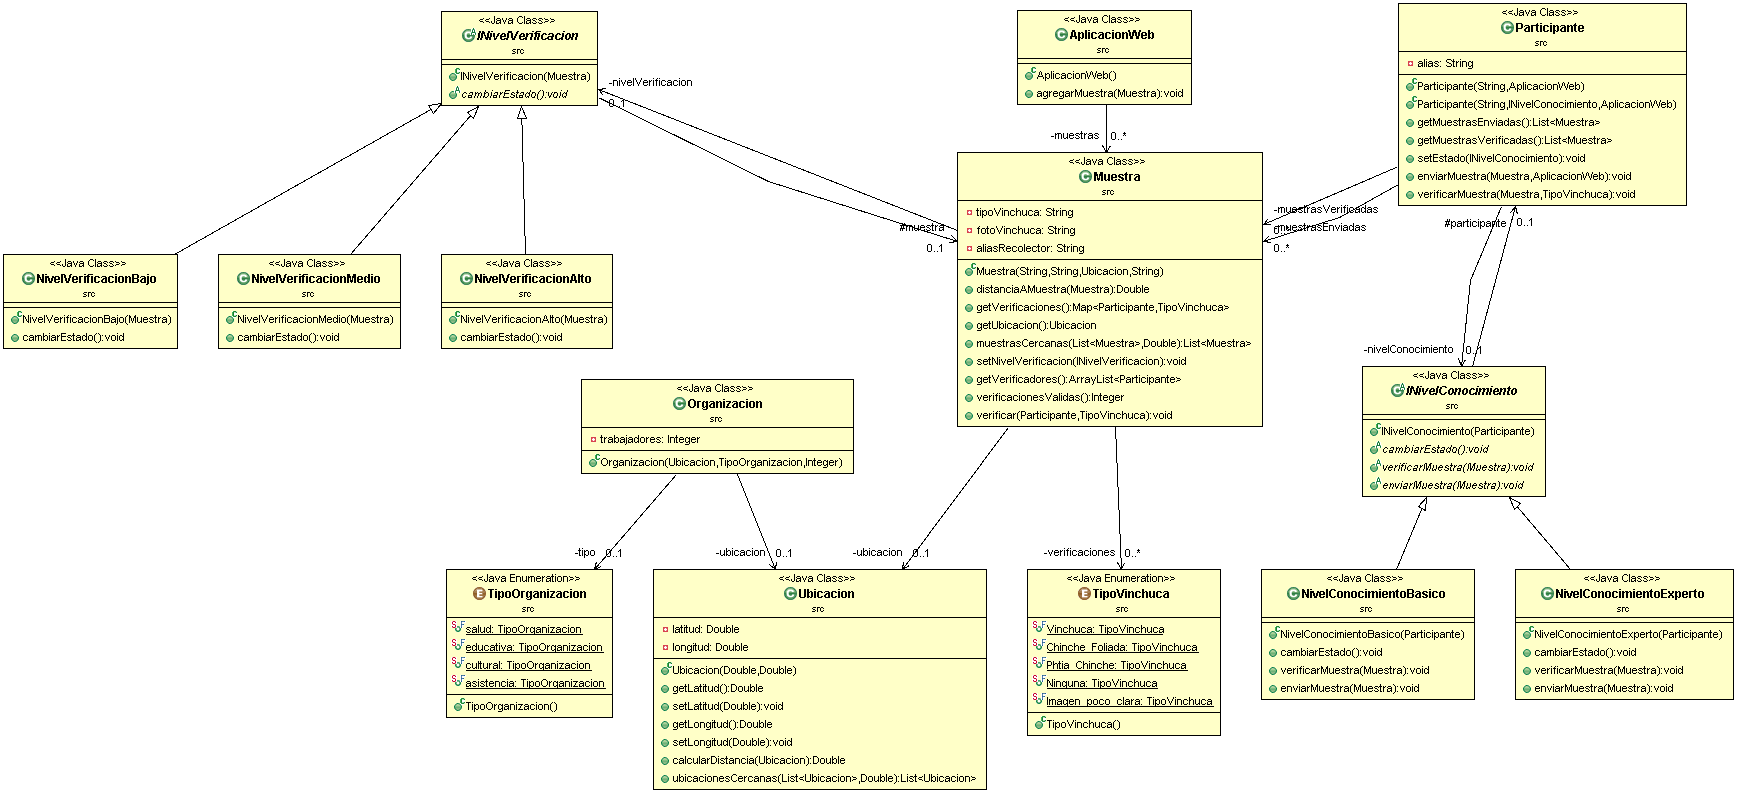 <<Java Class>>
INivelVerificacion
src
INivelVerificacion(Muestra)
cambiarEstado():void
<<Java Class>>
AplicacionWeb
src
AplicacionWeb()
agregarMuestra(Muestra):void
<<Java Class>>
Participante
src
alias: String
Participante(String,AplicacionWeb)
Participante(String,INivelConocimiento,AplicacionWeb)
getMuestrasEnviadas():List<Muestra>
getMuestrasVerificadas():List<Muestra>
setEstado(INivelConocimiento):void
enviarMuestra(Muestra,AplicacionWeb):void
verificarMuestra(Muestra,TipoVinchuca):void
-nivelVerificacion
0..1
-muestras
0..*
<<Java Class>>
Muestra
src
tipoVinchuca: String
fotoVinchuca: String
aliasRecolector: String
Muestra(String,String,Ubicacion,String)
distanciaAMuestra(Muestra):Double
getVerificaciones():Map<Participante,TipoVinchuca>
getUbicacion():Ubicacion
muestrasCercanas(List<Muestra>,Double):List<Muestra>
setNivelVerificacion(INivelVerificacion):void
getVerificadores():ArrayList<Participante>
verificacionesValidas():Integer
verificar(Participante,TipoVinchuca):void
#muestra
0..1
-muestrasVerificadas
0..*
-muestrasEnviadas
0..*
#participante
0..1
<<Java Class>>
NivelVerificacionBajo
src
NivelVerificacionBajo(Muestra)
cambiarEstado():void
<<Java Class>>
NivelVerificacionMedio
src
NivelVerificacionMedio(Muestra)
cambiarEstado():void
<<Java Class>>
NivelVerificacionAlto
src
NivelVerificacionAlto(Muestra)
cambiarEstado():void
-nivelConocimiento
0..1
<<Java Class>>
INivelConocimiento
src
INivelConocimiento(Participante)
cambiarEstado():void
verificarMuestra(Muestra):void
enviarMuestra(Muestra):void
<<Java Class>>
Organizacion
src
trabajadores: Integer
Organizacion(Ubicacion,TipoOrganizacion,Integer)
-tipo
0..1
-ubicacion
0..1
-ubicacion
0..1
-verificaciones
0..*
<<Java Enumeration>>
TipoOrganizacion
src
salud: TipoOrganizacion
educativa: TipoOrganizacion
cultural: TipoOrganizacion
asistencia: TipoOrganizacion
TipoOrganizacion()
<<Java Class>>
Ubicacion
src
latitud: Double
longitud: Double
Ubicacion(Double,Double)
getLatitud():Double
setLatitud(Double):void
getLongitud():Double
setLongitud(Double):void
calcularDistancia(Ubicacion):Double
ubicacionesCercanas(List<Ubicacion>,Double):List<Ubicacion>
<<Java Enumeration>>
TipoVinchuca
src
Vinchuca: TipoVinchuca
Chinche_Foliada: TipoVinchuca
Phtia_Chinche: TipoVinchuca
Ninguna: TipoVinchuca
Imagen_poco_clara: TipoVinchuca
TipoVinchuca()
<<Java Class>>
NivelConocimientoBasico
src
NivelConocimientoBasico(Participante)
cambiarEstado():void
verificarMuestra(Muestra):void
enviarMuestra(Muestra):void
<<Java Class>>
NivelConocimientoExperto
src
NivelConocimientoExperto(Participante)
cambiarEstado():void
verificarMuestra(Muestra):void
enviarMuestra(Muestra):void